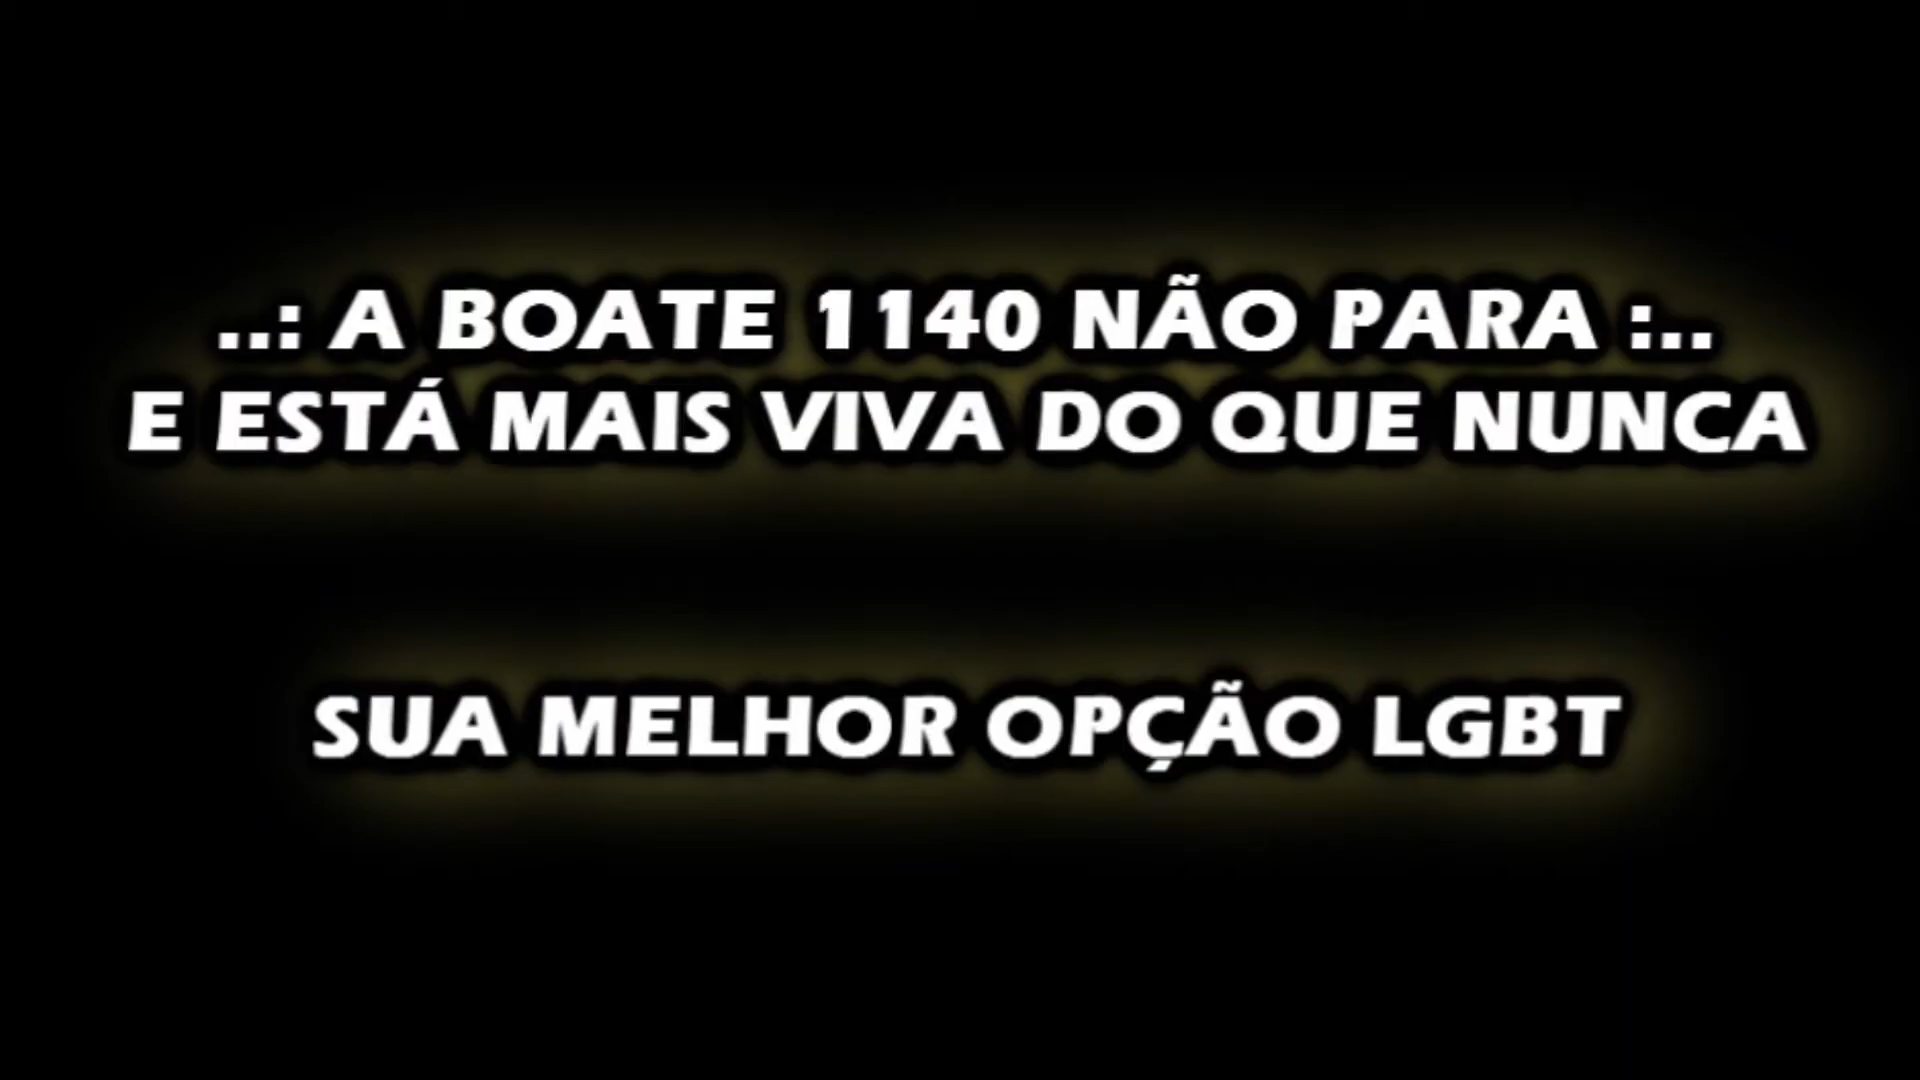 ..: A BOATE 1140 NÃO PARA :..
E ESTÁ MAIS VIVA DO QUE NUNCA
SUA MELHOR OPÇÃO LGBT